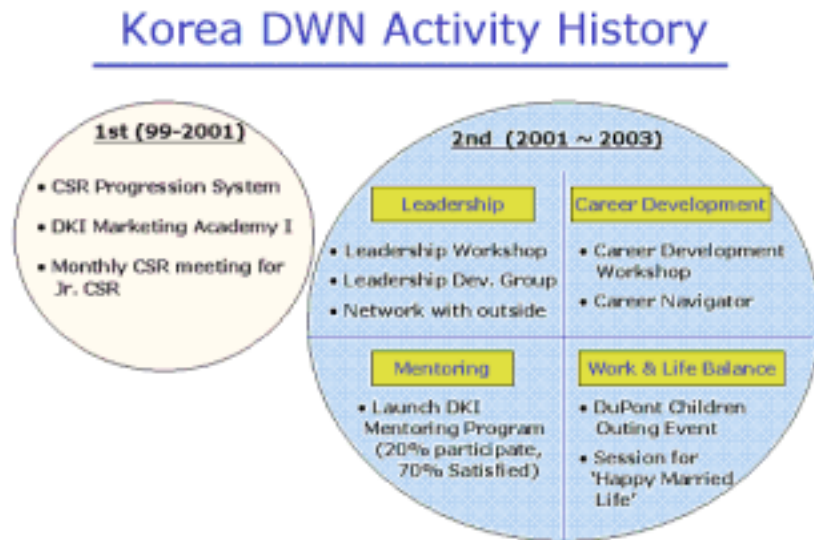 Korea DWN Activity History
1st (99-2001)
• CSR Progression System
• DKI Marketing Academy I
• Monthly CSR meeting for
Jr. CSR
2nd (2001 ~ 2003)
Leadership
• Leadership Workshop
• Leadership Dev. Group
• Network with outside
Career Development
• Career Development
Workshop
• Career Navigator
Mentoring
• Launch DKI
Mentoring Program
(20% participate,
70% Satisfied)
Work & Life Balance
• DuPont Children
Outing Event
• Session for
'Happy Married
Life'